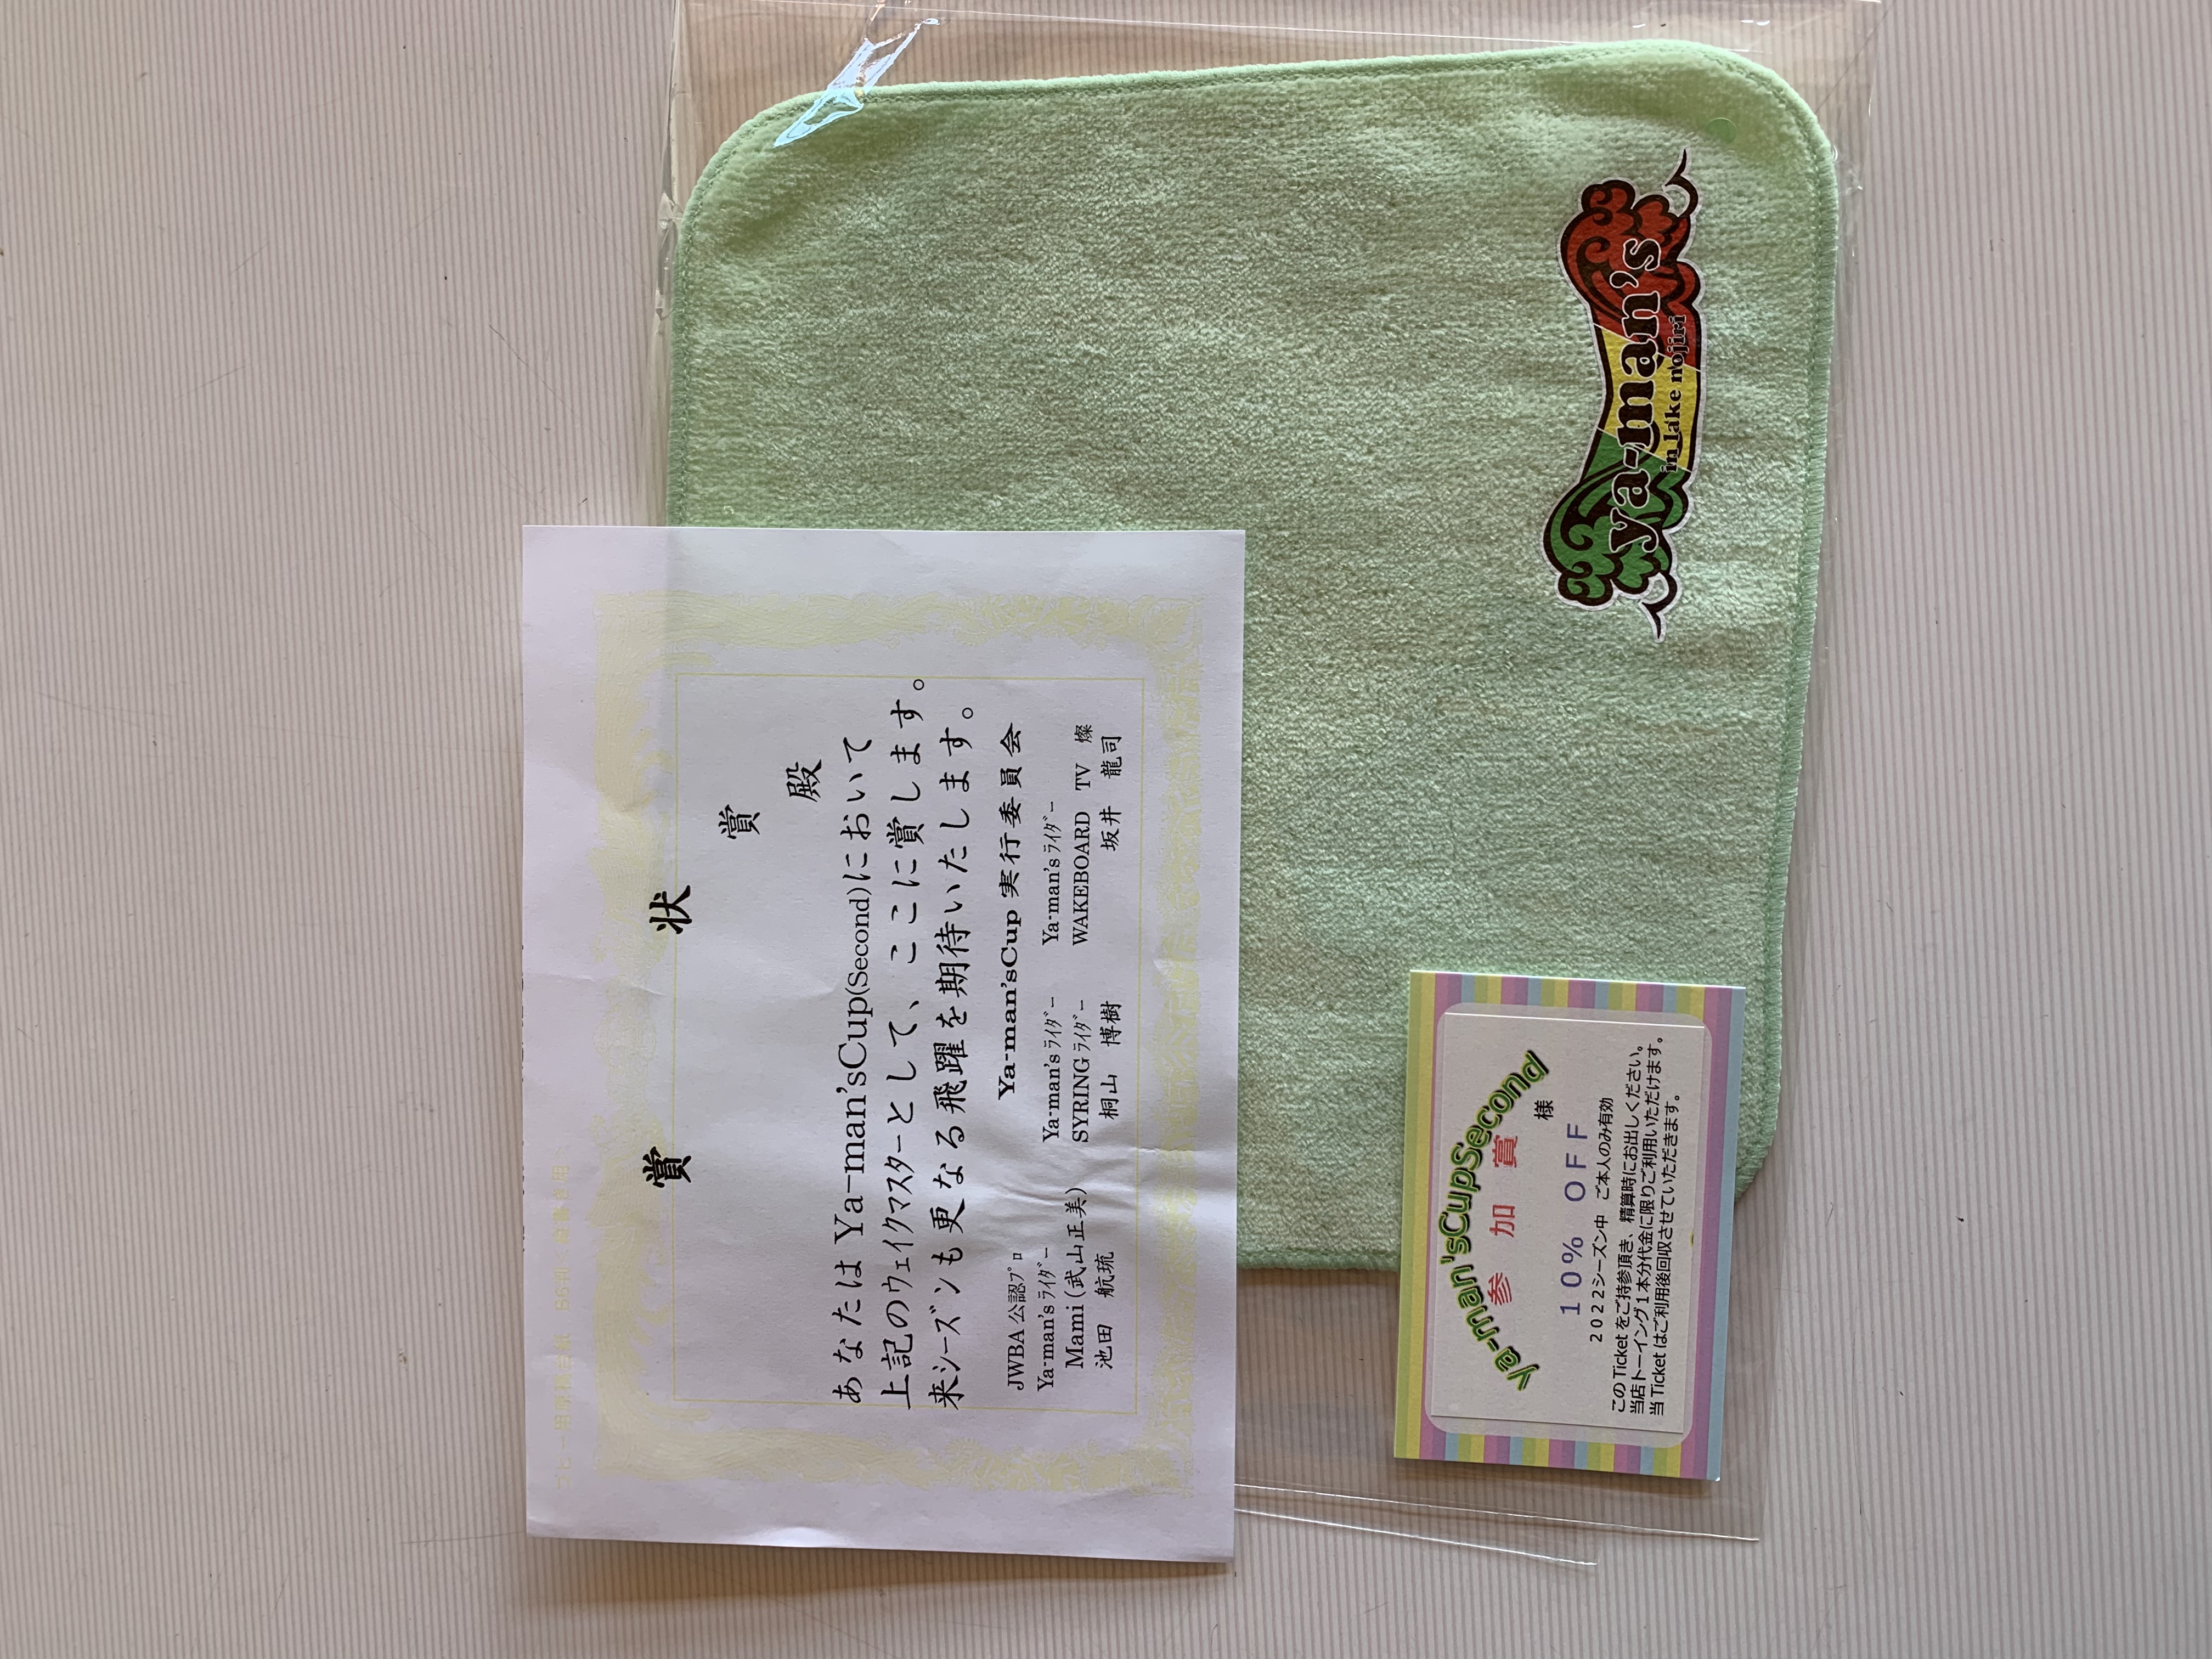 賞 状
賞
殿
あなたは Ya-man'sCup(Second)において
上記のウェイクマスターとして、ここに賞します。
来シーズンも更なる飛躍を期待いたします。
Ya-man'sCup 実行委員会
JWBA 公認プロ
Ya-man'sライダー
Mami (武山正美)
池田 航琉
Ya-man'sライダー
SYRINGライダー
桐山 博樹
Ya-man'sライダー
WAKEBOARD TV 燦
坂井 龍司
ya-man's
in lake nojiri
ya-man'sCupSecond
参 加 賞
様
10% OFF
2022シーズン中 ご本人のみ有効
このTicketをご持参頂き、精算時にお出しください。
当店トーイング1本分代金に限りご利用いただけます。
当Ticketはご利用後回収させていただきます。